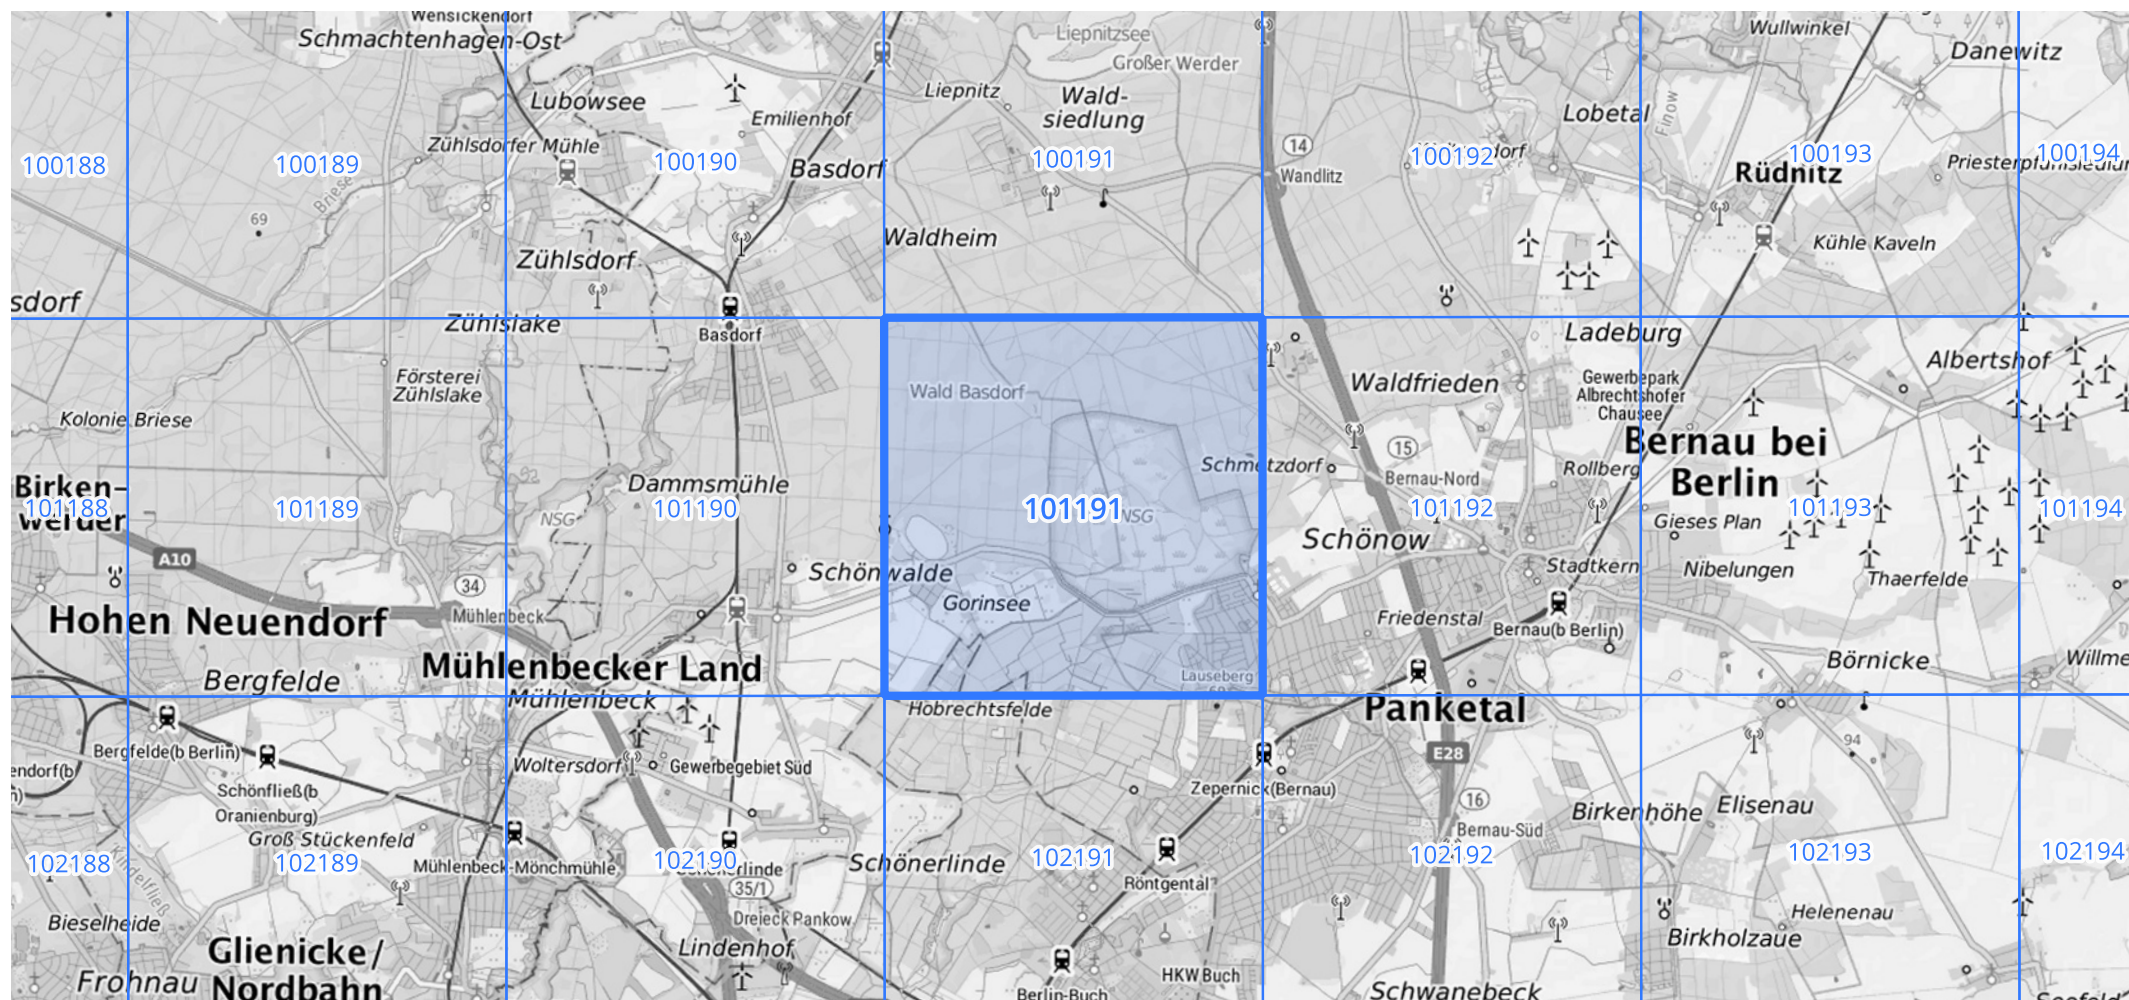 Wensickendorf
Schmachtenhagen-Ost
Liepnitzsee
Großer Werder
Wullwinkel
Danewitz
Lubowsee
Emilienhof
Liepnitz
Wald-
siedlung
Lobetal
Finow
Zühlsdorfer Mühle
100188
100189
100190
100191
100192
100193
100194
Basdorf
14
Wandlitz
Rüdnitz
Briese
69
Waldheim
Kühle Kaveln
Zühlsdorf
sdorf
Zühlslake
Basdorf
Ladeburg
Albertshof
Försterei
Zühlslake
Wald Basdorf
Waldfrieden
Gewerbepark
Albrechtshofer
Chausee
Kolonie Briese
Bernau bei
Berlin
15
Bernau-Nord
Schmetzdorf
Rollberg
Birken-
werder
Dammsmühle
NSG
101188
101189
101190
101191
NSG
101192
101193
101194
Gieses Plan
Schönow
A10
Schönwalde
Stadtkern
Nibelungen
Thaerfelde
34
Mühlenbeck
Gorinsee
Friedenstal
Bernau(b Berlin)
Hohen Neuendorf
Mühlenbecker Land
Bergfelde
Lauseberg
69
Börnicke
Willme
Mühlenbeck
Hobrechtsfelde
Panketal
Bergfelde(b Berlin)
endorf(b
n)
Woltersdorf
Gewerbegebiet Süd
E28
94
Schönfließ(b
Oranienburg)
Zepernick(Bernau)
16
Bernau-Süd
Birkenhöhe
Elisenau
Groß Stückenfeld
Mühlenbeck-Mönchmühle
102188
102189
102190
102191
102192
102193
102194
Schönerlinde
Röntgental
35/1
Kindelfließ
Bieselheide
Dreieck Pankow
Helenenau
Birkholzaue
Glienicke/
Nordbahn
Lindenhof
Frohnau
HKW Buch
Berlin-Buch
Schwanebeck
Seefeld